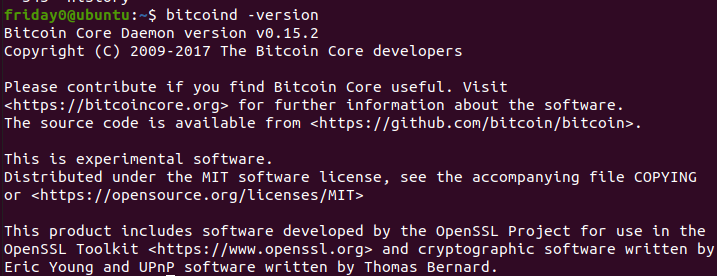 friday0@ubuntu:~$ bitcoind -version
Bitcoin Core Daemon version v0.15.2
Copyright (C) 2009-2017 The Bitcoin Core developers
Please contribute if you find Bitcoin Core useful. Visit
<https://bitcoincore.org> for further information about the software.
The source code is available from <https://github.com/bitcoin/bitcoin>.
This is experimental software.
Distributed under the MIT software license, see the accompanying file COPYING
or <https://opensource.org/licenses/MIT>
This product includes software developed by the OpenSSL Project for use in the
OpenSSL Toolkit <https://www.openssl.org> and cryptographic software written by
Eric Young and UPnP software written by Thomas Bernard.